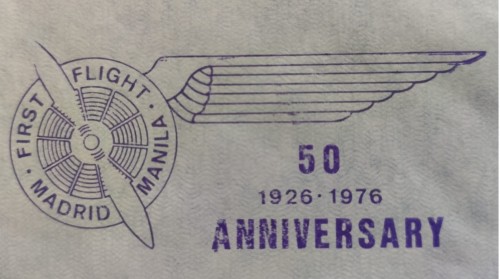 FIRST FLIGHT · MANILA · MADRID ·
50
1926·1976
ANNIVERSARY